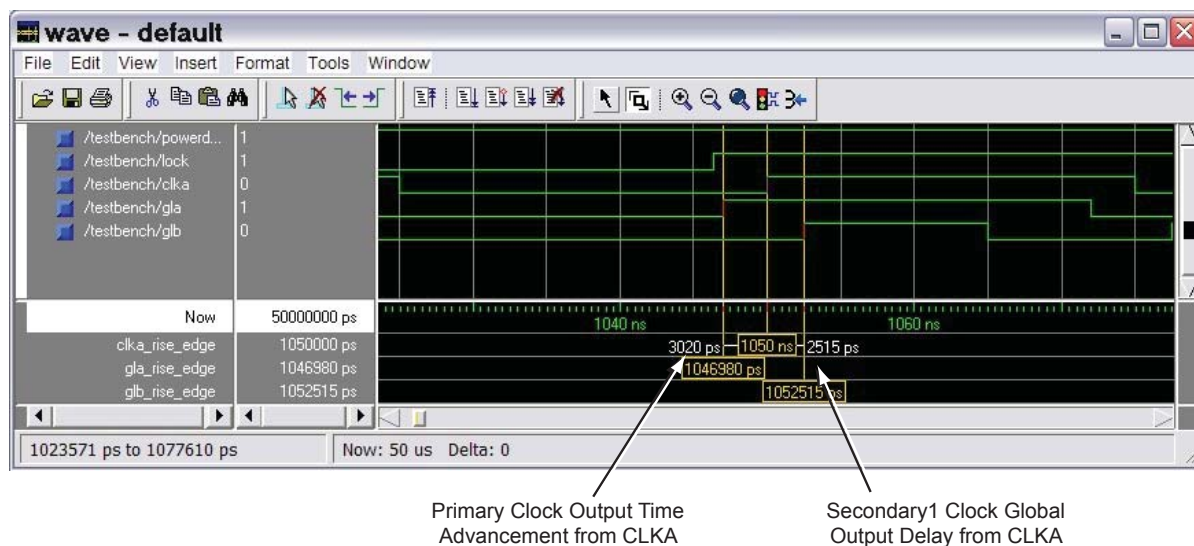 wave - default
File Edit View Insert Format Tools Window
/testbench/powerd... 1
/testbench/lock 1
/testbench/clka 0
/testbench/gla 1
/testbench/glb 0
Now 50000000 ps
1040 ns 1060 ns
clka_rise_edge 1050000 ps 3020 ps 1050 ns 2515 ps
gla_rise_edge 1046980 ps 1046980 ps
glb_rise_edge 1052515 ps 1052515 ps
1023571 ps to 1077610 ps Now: 50 us Delta: 0
Primary Clock Output Time
Advancement from CLKA
Secondary1 Clock Global
Output Delay from CLKA